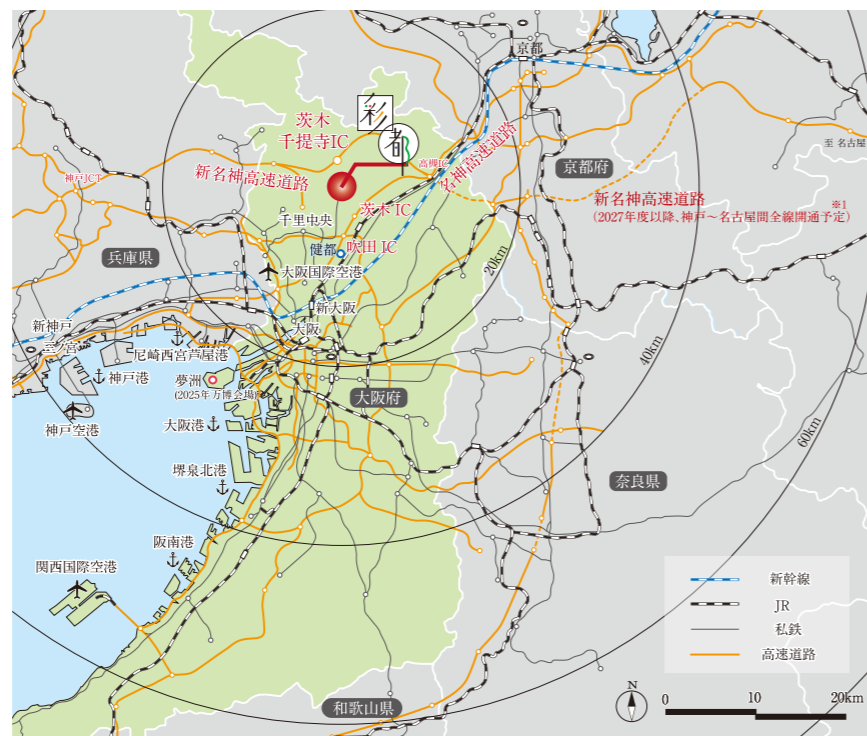 京都
彩
都
茨木
千提寺IC
高槻IC
名神高速道路
至 名古屋
京都府
新名神高速道路
神戸JCT
新名神高速道路
※1
(2027年度以降、神戸〜名古屋間全線開通予定)
茨木 IC
千里中央
健都
吹田 IC
兵庫県
大阪国際空港
20km
新大阪
新神戸
大阪
三ノ宮
尼崎西宮芦屋港
40km
神戸港
夢洲
(2025年万博会場)
大阪府
神戸空港
大阪港
60km
堺泉北港
奈良県
阪南港
関西国際空港
新幹線
JR
私鉄
高速道路
N
0 10 20km
和歌山県